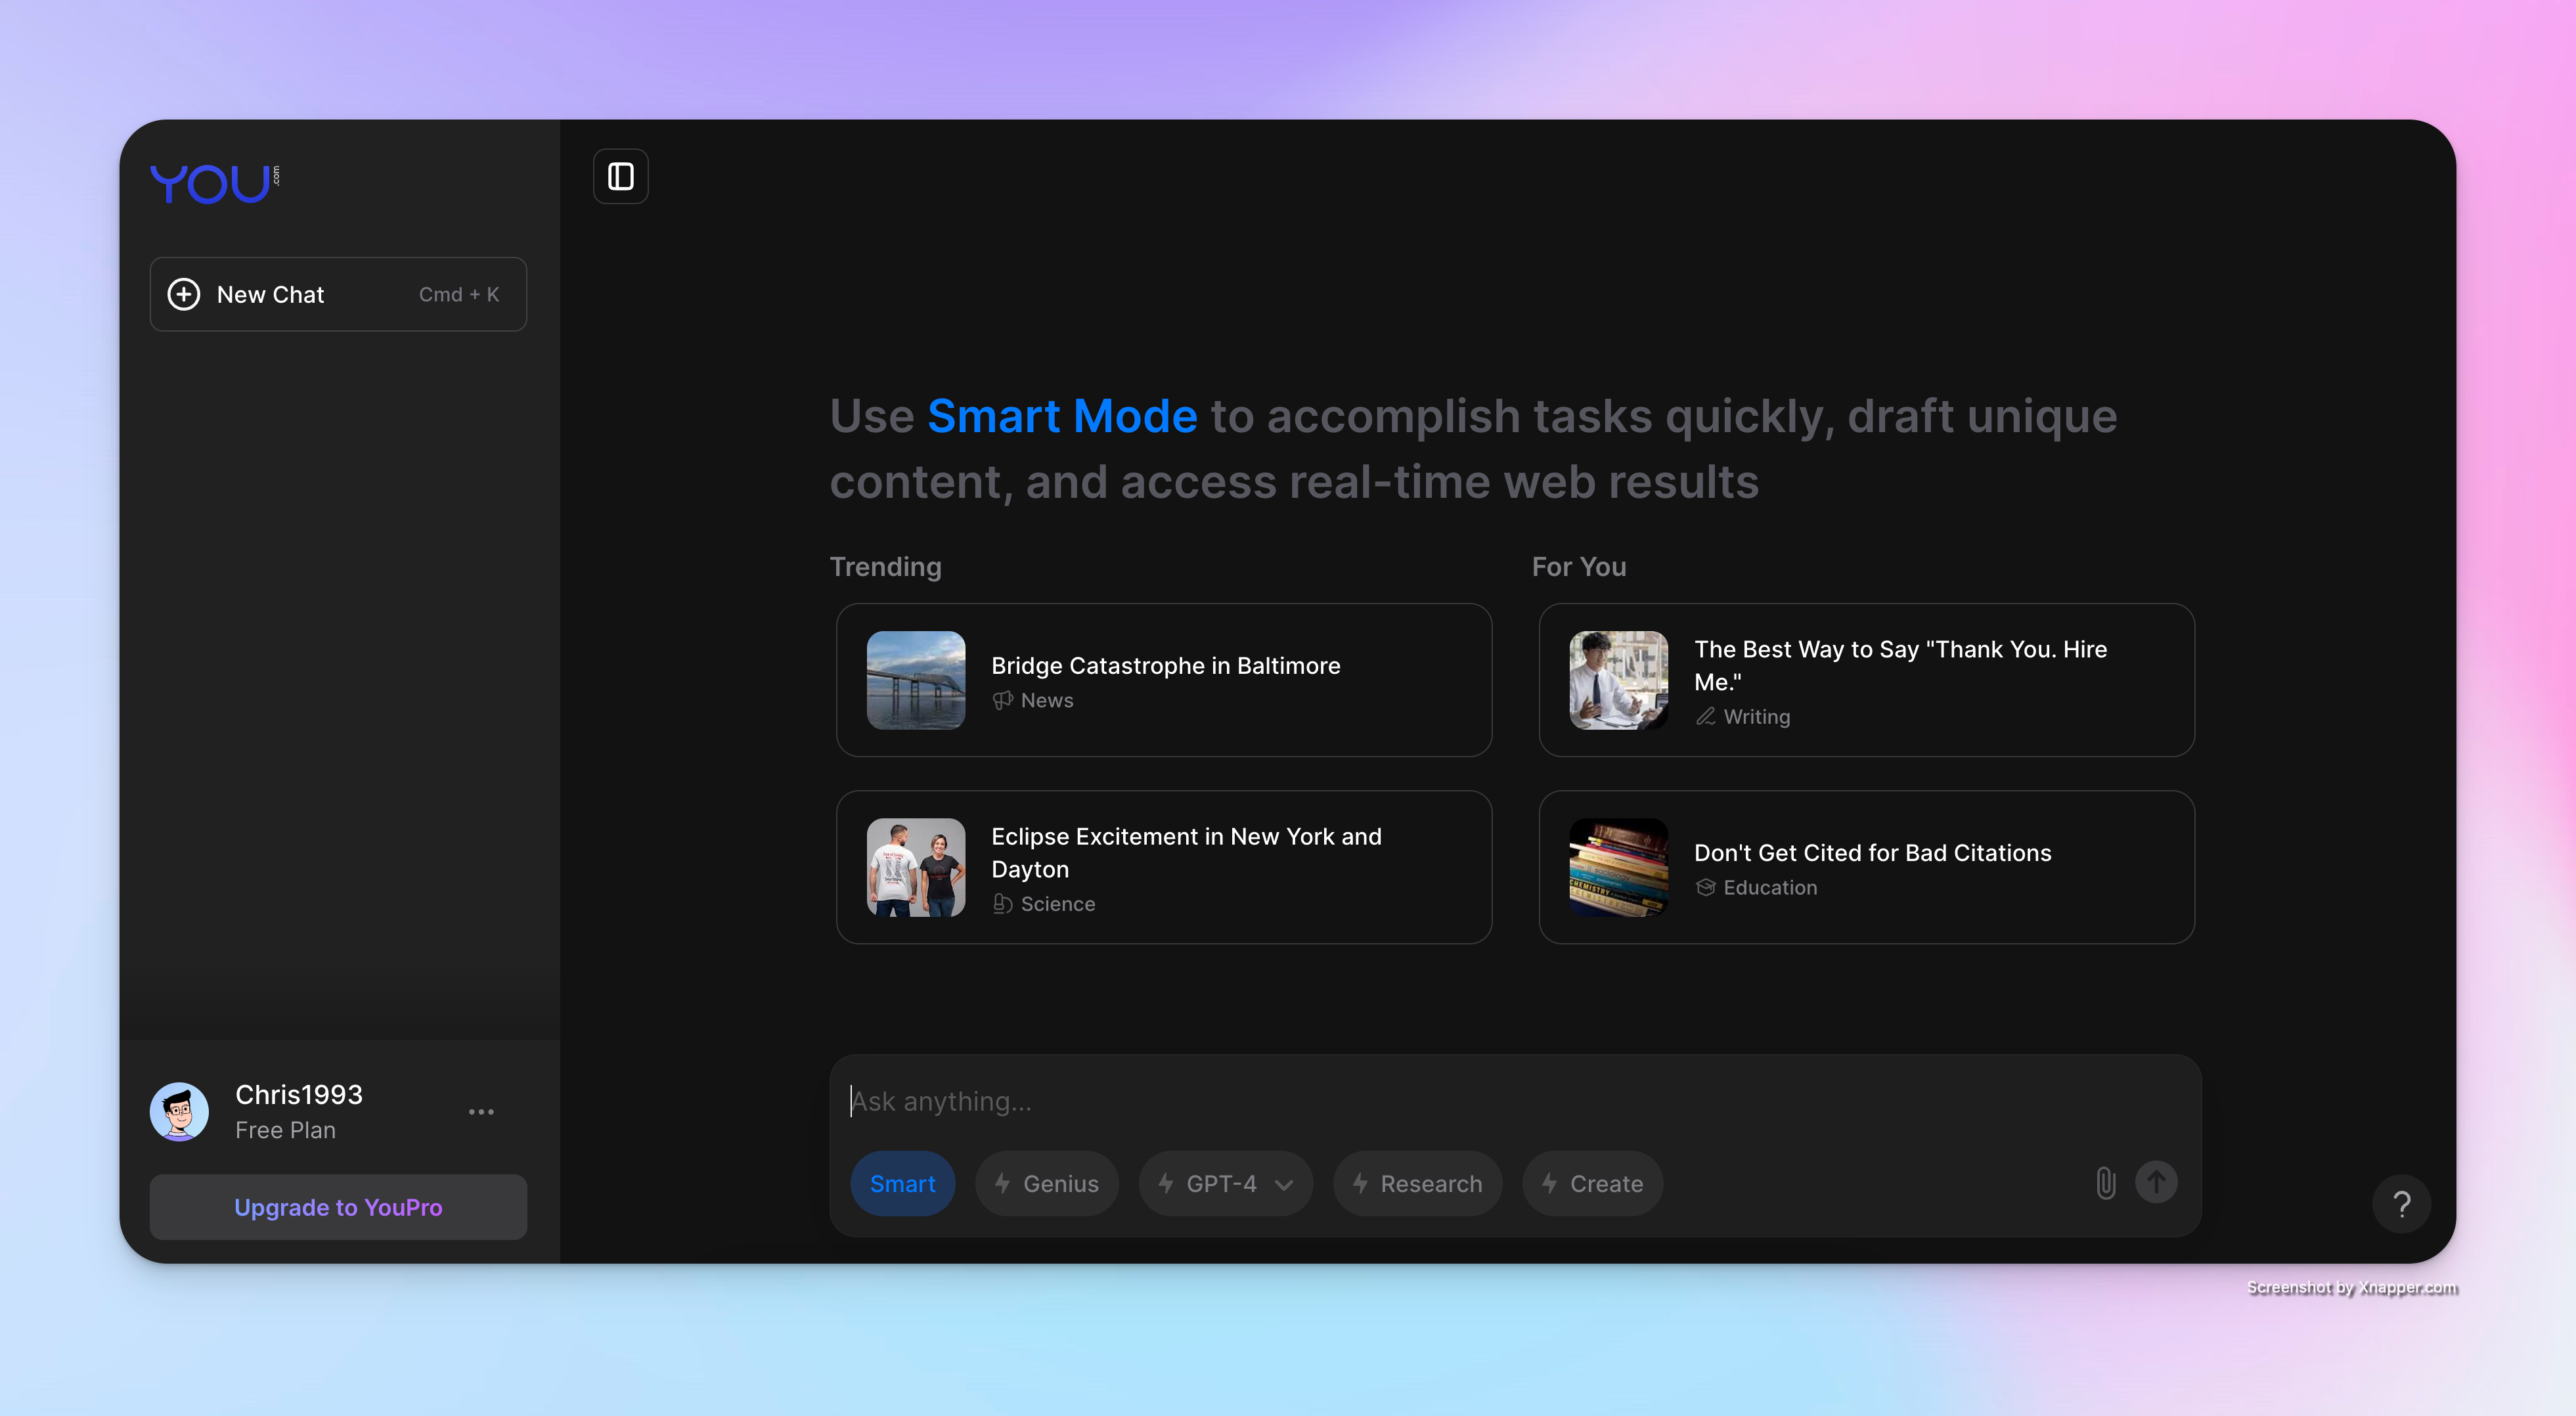 YOU.com
New Chat
Cmd + K
Use Smart Mode to accomplish tasks quickly, draft unique
content, and access real-time web results
Trending
For You
Bridge Catastrophe in Baltimore
News
The Best Way to Say "Thank You. Hire
Me."
Writing
Eclipse Excitement in New York and
Dayton
Science
Don't Get Cited for Bad Citations
Education
CHEMISTRY
Chris1993
Free Plan
Upgrade to YouPro
Ask anything...
Smart
Genius
GPT-4
Research
Create
?
Screenshot by Xnapper.com